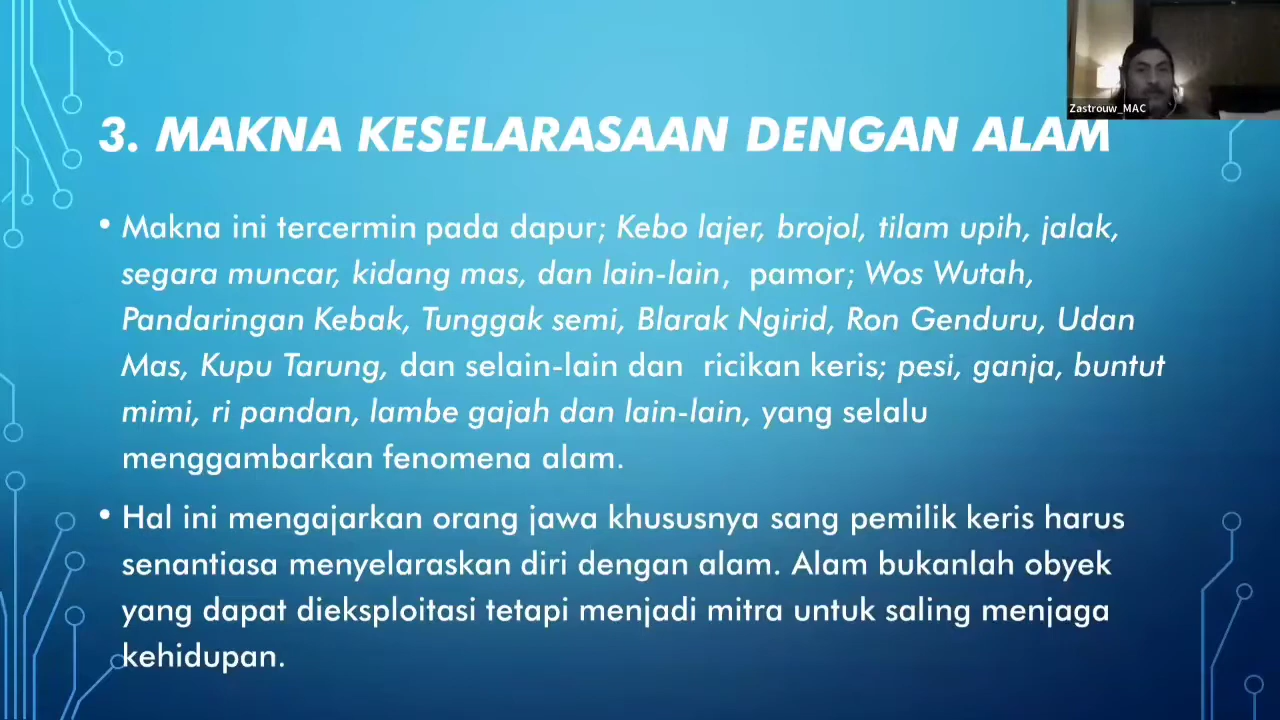 Zastrouw_MAC
3. MAKNA KESELARASAAN DENGAN ALAM
• Makna ini tercermin pada dapur; Kebo lajer, brojol, tilam upih, jalak,
segara muncar, kidang mas, dan lain-lain, pamor; Wos Wutah,
Pandaringan Kebak, Tunggak semi, Blarak Ngirid, Ron Genduru, Udan
Mas, Kupu Tarung, dan selain-lain dan ricikan keris; pesi, ganja, buntut
mimi, ri pandan, lambe gajah dan lain-lain, yang selalu
menggambarkan fenomena alam.
• Hal ini mengajarkan orang jawa khususnya sang pemilik keris harus
senantiasa menyelaraskan diri dengan alam. Alam bukanlah obyek
yang dapat dieksploitasi tetapi menjadi mitra untuk saling menjaga
kehidupan.